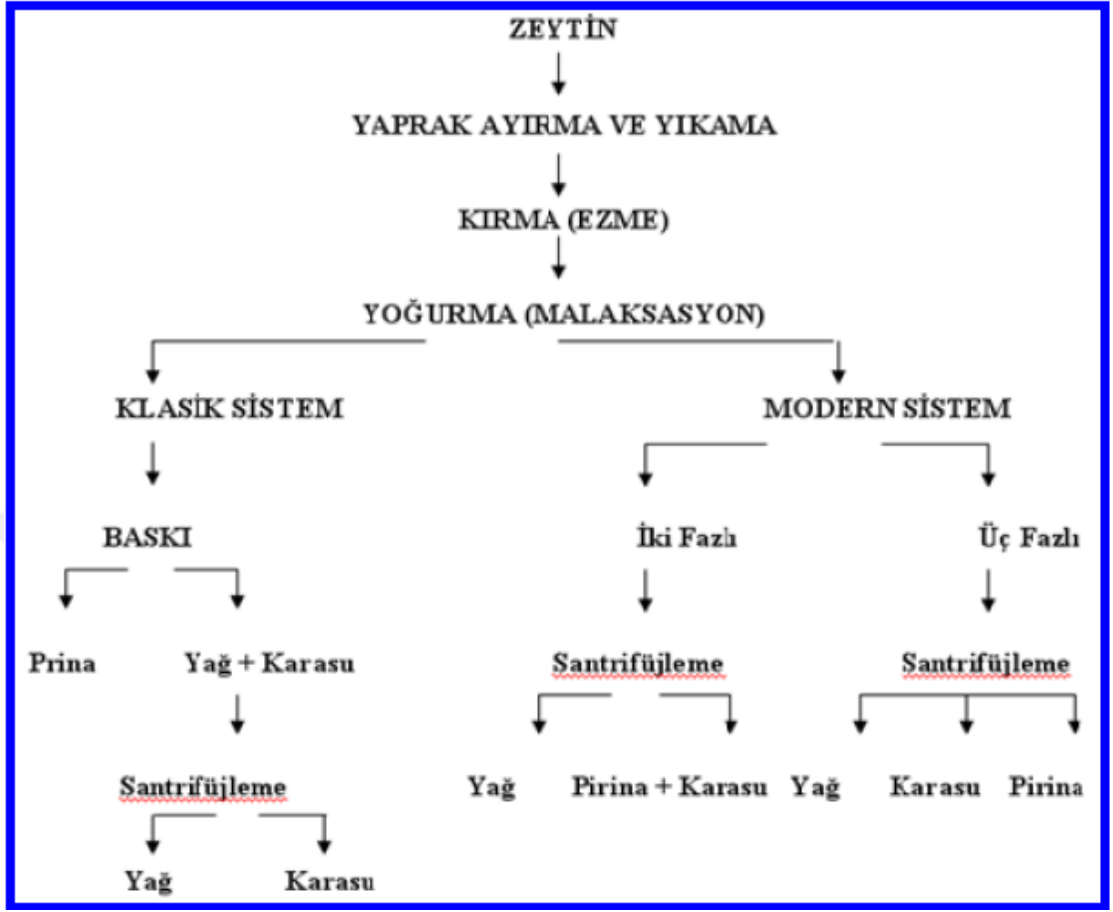 ZEYTİN
YAPRAK AYIRMA VE YIKAMA
KIRMA (EZME)
YOĞURMA (MALAKSASYON)
KLASİK SİSTEM
MODERN SİSTEM
BASKI
İki Fazlı
Üç Fazlı
Prina
Yağ + Karasu
Santrifüjleme
Santrifüjleme
Santrifüjleme
Yağ
Pirina + Karasu
Yağ
Karasu
Pirina
Yağ
Karasu